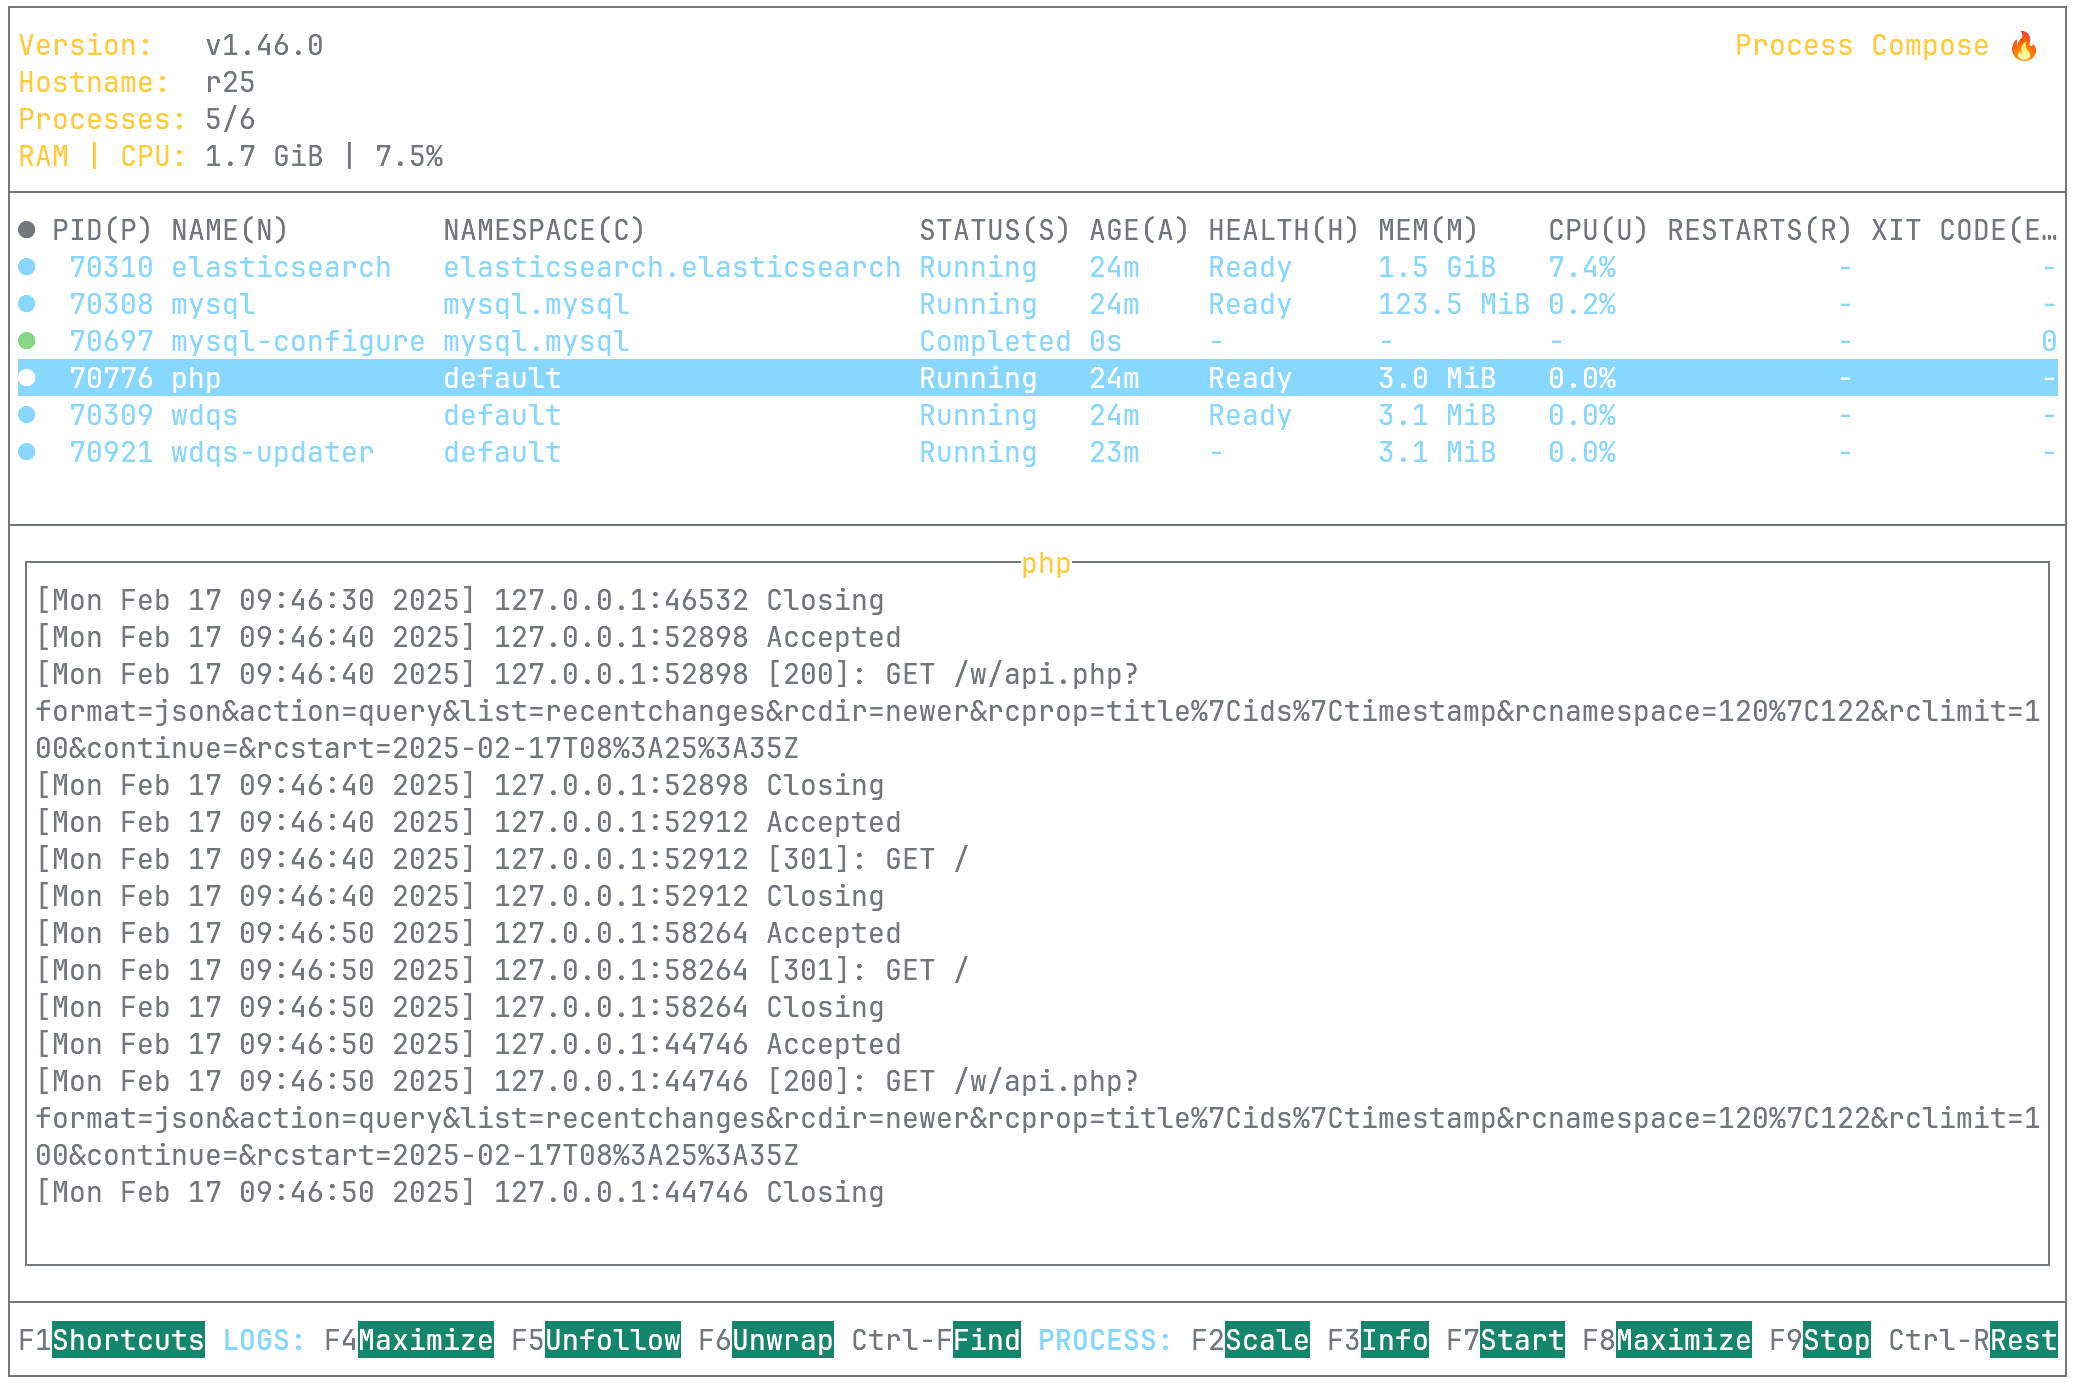 Version: v1.46.0 Process Compose 🔥
Hostname: r25
Processes: 5/6
RAM | CPU: 1.7 GiB | 7.5%
● PID(P) NAME(N) NAMESPACE(C) STATUS(S) AGE(A) HEALTH(H) MEM(M) CPU(U) RESTARTS(R) XIT CODE(E…
● 70310 elasticsearch elasticsearch.elasticsearch Running 24m Ready 1.5 GiB 7.4% - -
● 70308 mysql mysql.mysql Running 24m Ready 123.5 MiB 0.2% - -
● 70697 mysql-configure mysql.mysql Completed 0s - - - - 0
● 70776 php default Running 24m Ready 3.0 MiB 0.0% - -
● 70309 wdqs default Running 24m Ready 3.1 MiB 0.0% - -
● 70921 wdqs-updater default Running 23m - 3.1 MiB 0.0% - -
php
[Mon Feb 17 09:46:30 2025] 127.0.0.1:46532 Closing
[Mon Feb 17 09:46:40 2025] 127.0.0.1:52898 Accepted
[Mon Feb 17 09:46:40 2025] 127.0.0.1:52898 [200]: GET /w/api.php?
format=json&action=query&list=recentchanges&rcdir=newer&rcprop=title%7Cids%7Ctimestamp&rcnamespace=120%7C122&rclimit=1
00&continue=&rcstart=2025-02-17T08%3A25%3A35Z
[Mon Feb 17 09:46:40 2025] 127.0.0.1:52898 Closing
[Mon Feb 17 09:46:40 2025] 127.0.0.1:52912 Accepted
[Mon Feb 17 09:46:40 2025] 127.0.0.1:52912 [301]: GET /
[Mon Feb 17 09:46:40 2025] 127.0.0.1:52912 Closing
[Mon Feb 17 09:46:50 2025] 127.0.0.1:58264 Accepted
[Mon Feb 17 09:46:50 2025] 127.0.0.1:58264 [301]: GET /
[Mon Feb 17 09:46:50 2025] 127.0.0.1:58264 Closing
[Mon Feb 17 09:46:50 2025] 127.0.0.1:44746 Accepted
[Mon Feb 17 09:46:50 2025] 127.0.0.1:44746 [200]: GET /w/api.php?
format=json&action=query&list=recentchanges&rcdir=newer&rcprop=title%7Cids%7Ctimestamp&rcnamespace=120%7C122&rclimit=1
00&continue=&rcstart=2025-02-17T08%3A25%3A35Z
[Mon Feb 17 09:46:50 2025] 127.0.0.1:44746 Closing
F1Shortcuts LOGS: F4Maximize F5Unfollow F6Unwrap Ctrl-FFind PROCESS: F2Scale F3Info F7Start F8Maximize F9Stop Ctrl-RRest